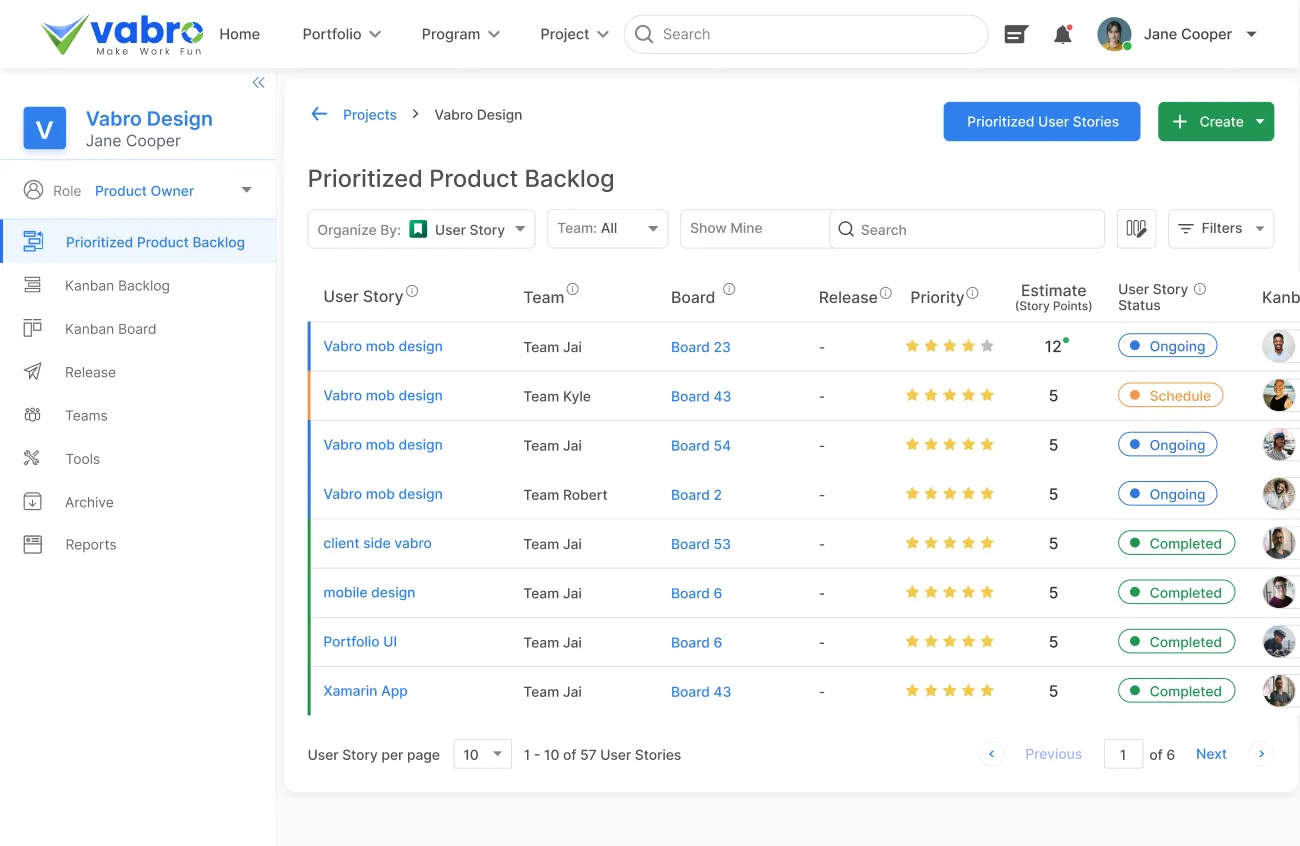 vabro
Make Work Fun
Home
Portfolio
Program
Project
Search
Jane Cooper
V
Vabro Design
Jane Cooper
Role
Product Owner
Prioritized Product Backlog
Kanban Backlog
Kanban Board
Release
Teams
Tools
Archive
Reports
Projects > Vabro Design
Prioritized User Stories
+ Create
Prioritized Product Backlog
Organize By: User Story
Team: All
Show Mine
Search
Filters
User Story Team Board Release Priority Estimate (Story Points) User Story Status Kanb
Vabro mob design Team Jai Board 23 - 12 Ongoing
Vabro mob design Team Kyle Board 43 - 5 Schedule
Vabro mob design Team Jai Board 54 - 5 Ongoing
Vabro mob design Team Robert Board 2 - 5 Ongoing
client side vabro Team Jai Board 53 - 5 Completed
mobile design Team Jai Board 6 - 5 Completed
Portfolio UI Team Jai Board 6 - 5 Completed
Xamarin App Team Jai Board 43 - 5 Completed
User Story per page 10 1 - 10 of 57 User Stories
Previous 1 of 6 Next